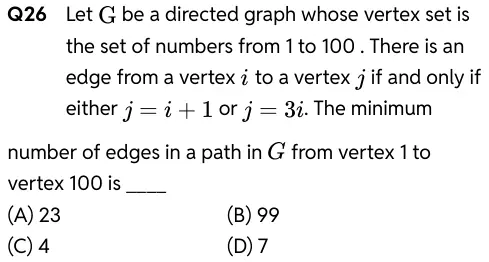 Q26 Let G be a directed graph whose vertex set is
the set of numbers from 1 to 100 . There is an
edge from a vertex i to a vertex j if and only if
either j = i + 1 or j = 3i. The minimum
number of edges in a path in G from vertex 1 to
vertex 100 is ____
(A) 23 (B) 99
(C) 4 (D) 7